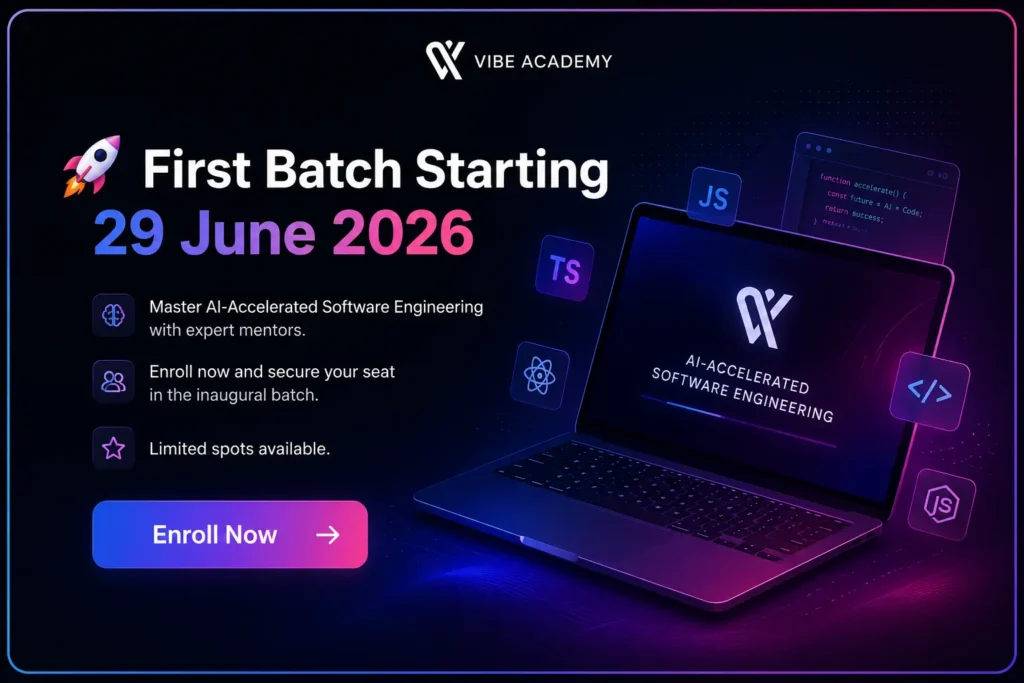 VIBE ACADEMY
First Batch Starting
29 June 2026
Master AI-Accelerated Software Engineering
with expert mentors.
Enroll now and secure your seat
in the inaugural batch.
Limited spots available.
Enroll Now
JS
TS
function accelerate() {
const future = AI + Code;
return success;
}
AI-ACCELERATED
SOFTWARE ENGINEERING
</>
JS